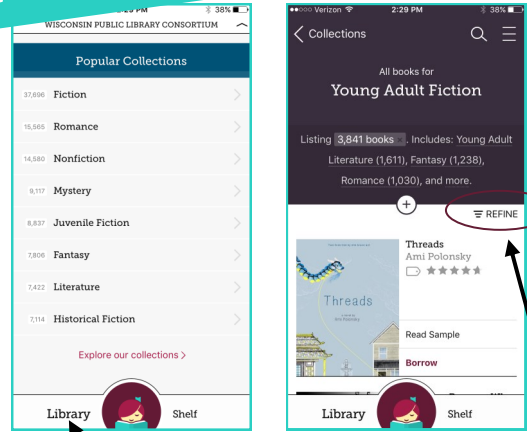 38%
WISCONSIN PUBLIC LIBRARY CONSORTIUM
Popular Collections
37,696 Fiction
15,565 Romance
14,580 Nonfiction
9,117 Mystery
8,837 Juvenile Fiction
7,806 Fantasy
7,422 Literature
7,114 Historical Fiction
Explore our collections >
Library Shelf
Verizon 2:29 PM 38%
Collections
All books for
Young Adult Fiction
Listing 3,841 books ×. Includes: Young Adult
Literature (1,611), Fantasy (1,238),
Romance (1,030), and more.
+
REFINE
Threads
Ami Polonsky
Threads
Ami Polonsky
Read Sample
Borrow
Library Shelf